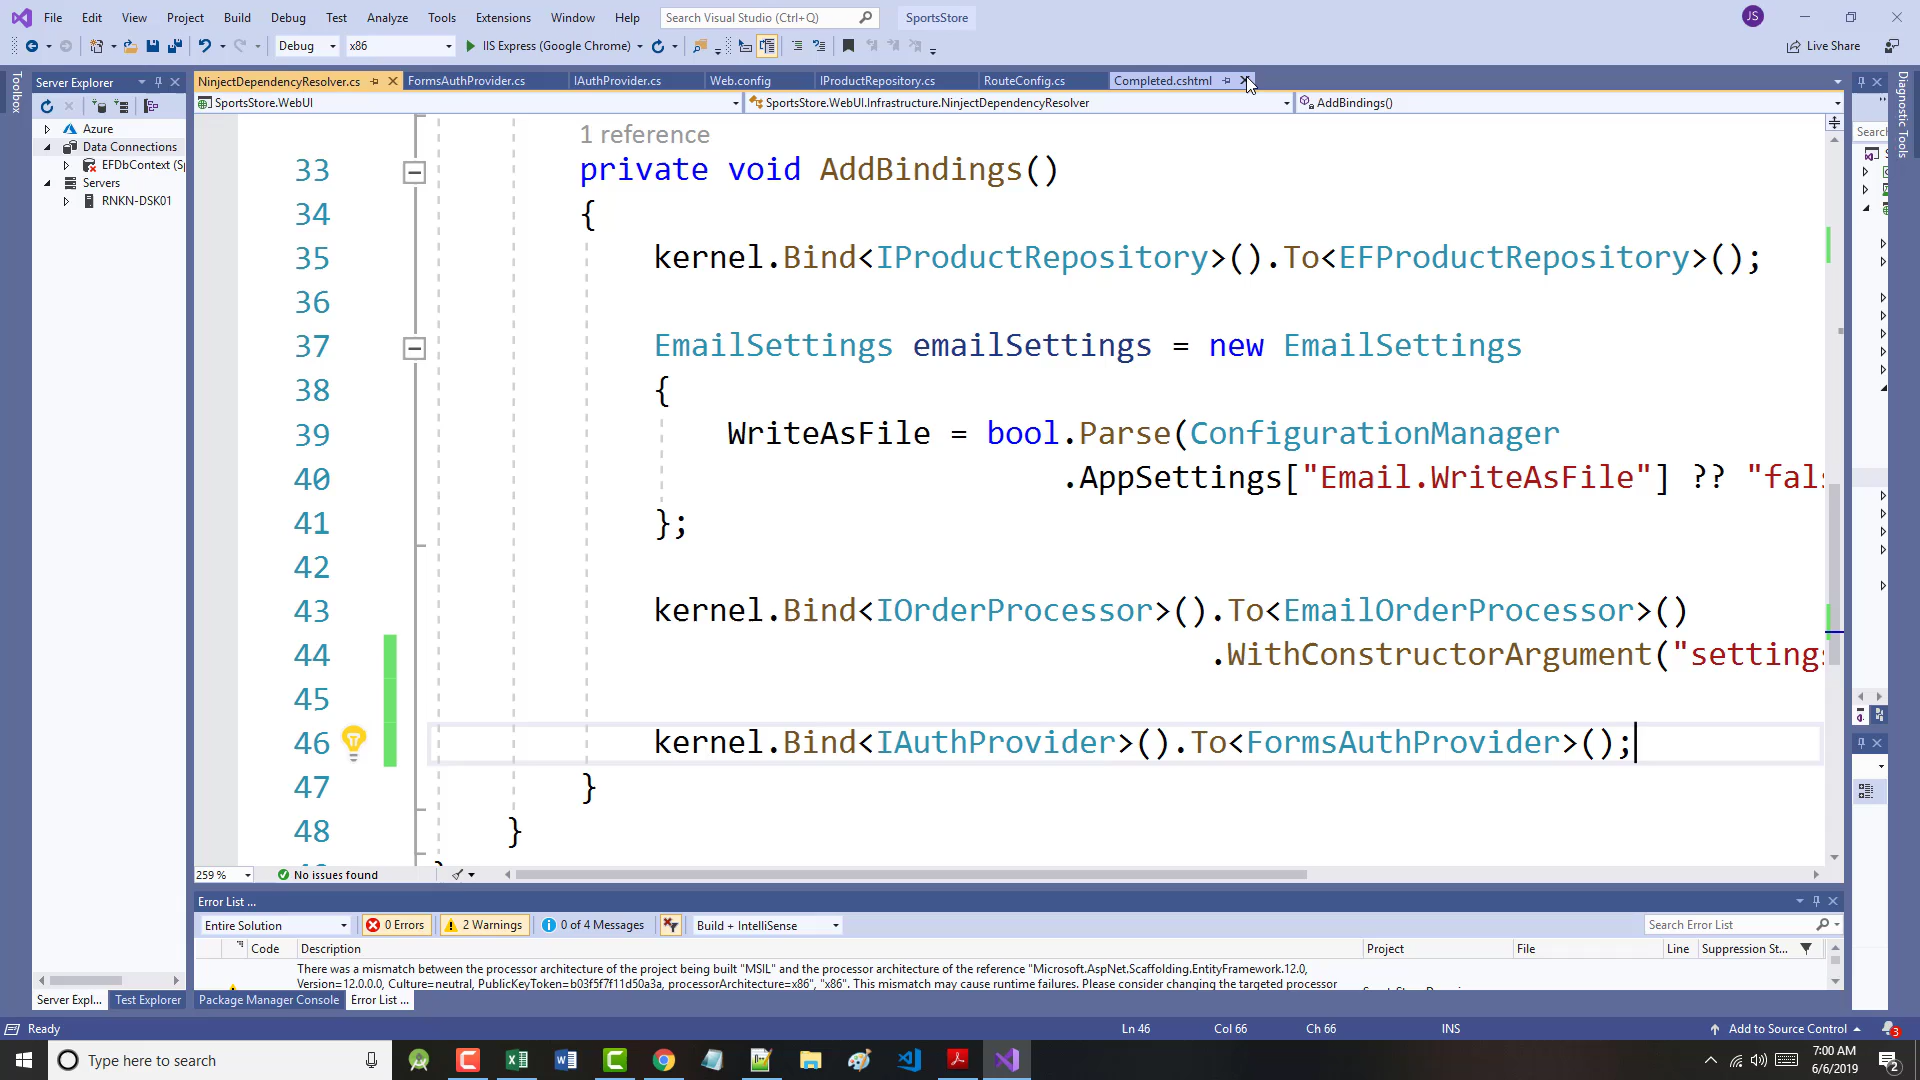 File Edit View Project Build Debug Test Analyze Tools Extensions Window Help Search Visual Studio (Ctrl+Q) SportsStore JS
Debug x86 IIS Express (Google Chrome) Live Share
Toolbox
Server Explorer
NinjectDependencyResolver.cs FormsAuthProvider.cs IAuthProvider.cs Web.config IProductRepository.cs RouteConfig.cs Completed.cshtml
SportsStore.WebUI SportsStore.WebUI.Infrastructure.NinjectDependencyResolver AddBindings()
Azure
Data Connections
EFDbContext (Sp
Servers
RNKN-DSK01
Diagnostic Tools
Search
1 reference
33 private void AddBindings()
34 {
35 kernel.Bind<IProductRepository>().To<EFProductRepository>();
36
37 EmailSettings emailSettings = new EmailSettings
38 {
39 WriteAsFile = bool.Parse(ConfigurationManager
40 .AppSettings["Email.WriteAsFile"] ?? "fals
41 };
42
43 kernel.Bind<IOrderProcessor>().To<EmailOrderProcessor>()
44 .WithConstructorArgument("settings
45
46 kernel.Bind<IAuthProvider>().To<FormsAuthProvider>();
47 }
48 }
259 % No issues found
Error List ...
Entire Solution 0 Errors 2 Warnings 0 of 4 Messages Build + IntelliSense Search Error List
Code Description Project File Line Suppression St...
There was a mismatch between the processor architecture of the project being built "MSIL" and the processor architecture of the reference "Microsoft.AspNet.Scaffolding.EntityFramework.12.0,
Version=12.0.0.0, Culture=neutral, PublicKeyToken=b03f5f7f11d50a3a, processorArchitecture=x86", "x86". This mismatch may cause runtime failures. Please consider changing the targeted processor
Server Expl... Test Explorer Package Manager Console Error List ...
Ready Ln 46 Col 66 Ch 66 INS Add to Source Control 3
Type here to search 7:00 AM
6/6/2019 2